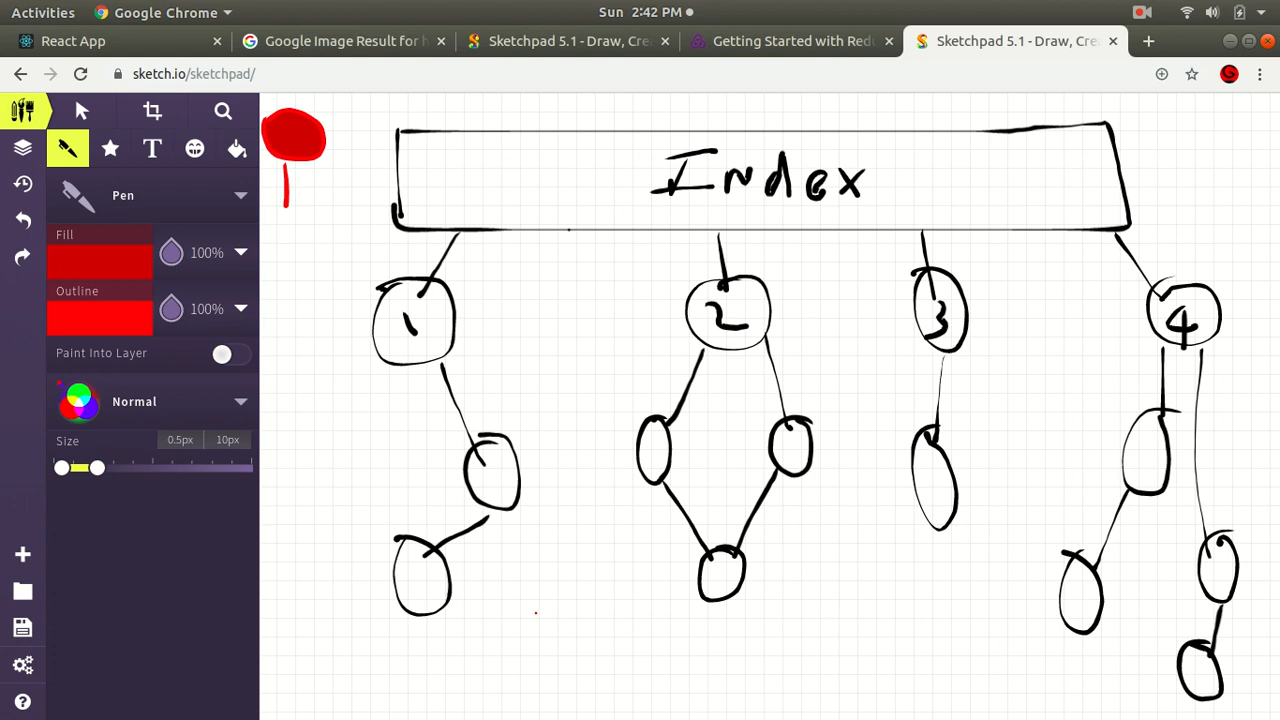 Activities Google Chrome Sun 2:42 PM
React App Google Image Result for h Sketchpad 5.1 - Draw, Cre Getting Started with Redu Sketchpad 5.1 - Draw, Cre
sketch.io/sketchpad/
Pen
Fill
100%
Outline
100%
Paint Into Layer
Normal
Size 0.5px 10px
Index
1 2 3 4